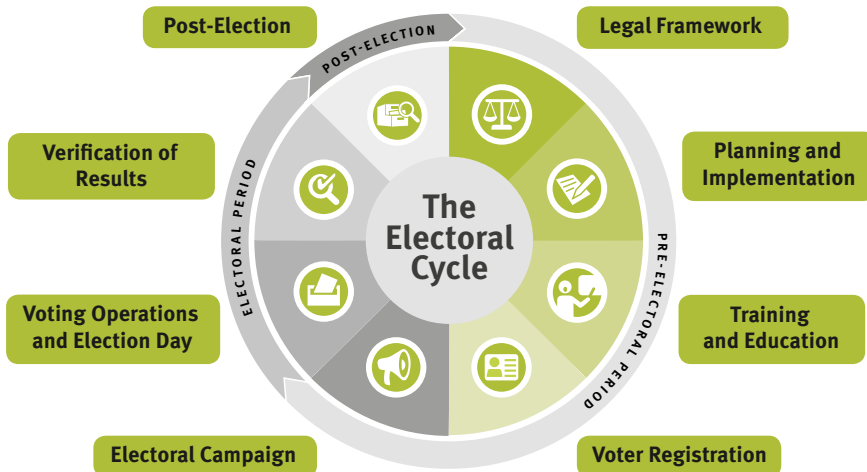 Post-Election
Legal Framework
POST-ELECTION
Verification of
Results
Planning and
Implementation
The
Electoral
Cycle
ELECTORAL PERIOD
PRE-ELECTORAL PERIOD
Voting Operations
and Election Day
Training
and Education
Electoral Campaign
Voter Registration